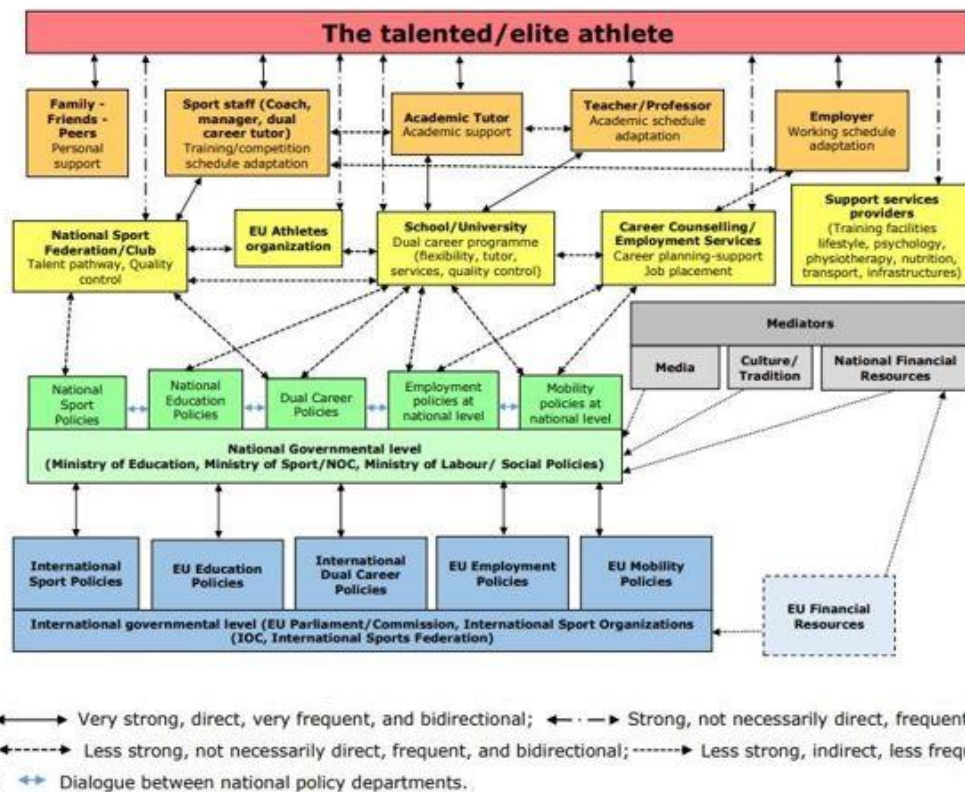 The talented/elite athlete
Family -
Friends -
Peers
Personal
support
Sport staff (Coach,
manager, dual
career tutor)
Training/competition
schedule adaptation
Academic Tutor
Academic support
Teacher/Professor
Academic schedule
adaptation
Employer
Working schedule
adaptation
National Sport
Federation/Club
Talent pathway, Quality
control
EU Athletes
organization
School/University
Dual career programme
(flexibility, tutor,
services, quality control)
Career Counselling/
Employment Services
Career planning-support
Job placement
Support services
providers
(Training facilities
lifestyle, psychology,
physiotherapy, nutrition,
transport, infrastructures)
Mediators
Media
Culture/
Tradition
National Financial
Resources
National
Sport
Policies
National
Education
Policies
Dual Career
Policies
Employment
policies at
national level
Mobility
policies at
national level
National Governmental level
(Ministry of Education, Ministry of Sport/NOC, Ministry of Labour/ Social Policies)
International
Sport Policies
EU Education
Policies
International
Dual Career
Policies
EU Employment
Policies
EU Mobility
Policies
International governmental level (EU Parliament/Commission, International Sport Organizations
(IOC, International Sports Federation)
EU Financial
Resources
Very strong, direct, very frequent, and bidirectional; Strong, not necessarily direct, frequent
Less strong, not necessarily direct, frequent, and bidirectional; Less strong, indirect, less frequ
Dialogue between national policy departments.